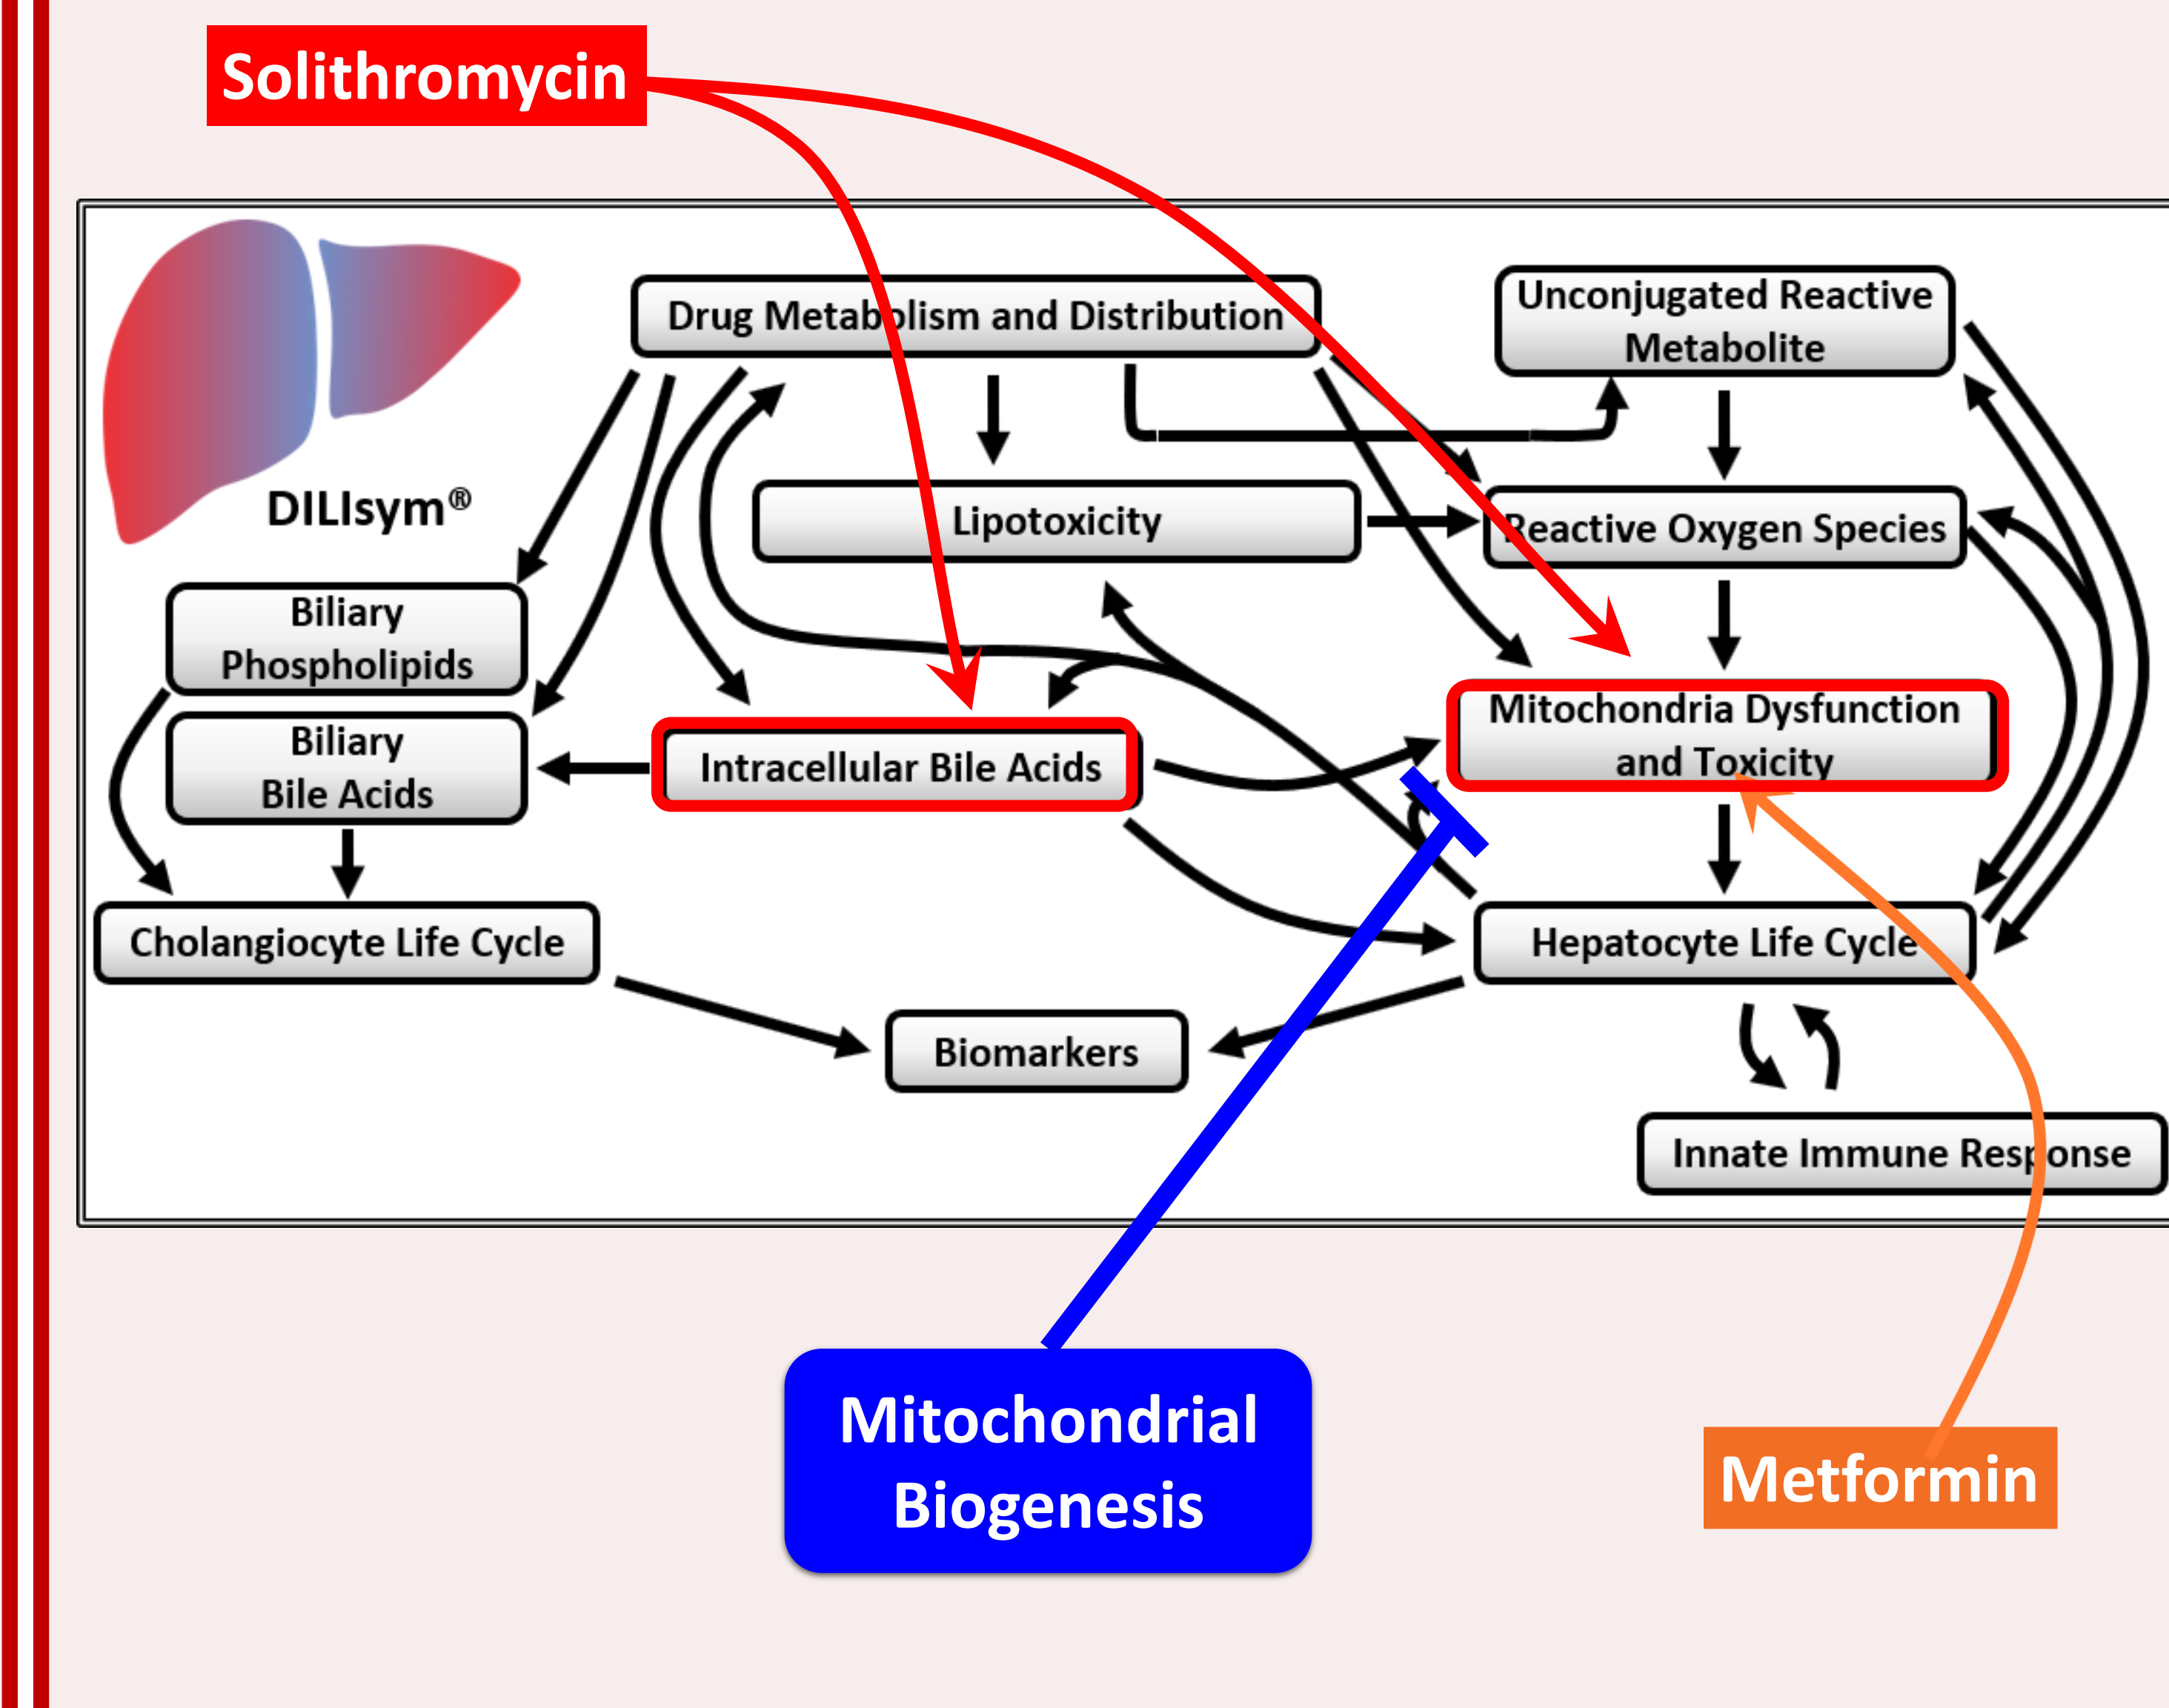 Solithromycin
Drug Metabolism and Distribution
Unconjugated Reactive
Metabolite
DILIsym®
Lipotoxicity
Reactive Oxygen Species
Biliary
Phospholipids
Biliary
Bile Acids
Intracellular Bile Acids
Mitochondria Dysfunction
and Toxicity
Cholangiocyte Life Cycle
Hepatocyte Life Cycle
Biomarkers
Innate Immune Response
Mitochondrial
Biogenesis
Metformin